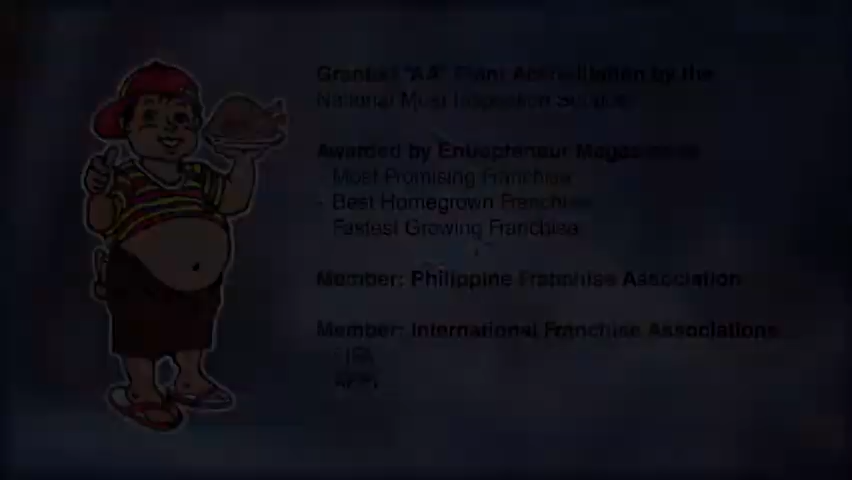 Granted "AA" Plant Accreditation by the
National Meat Inspection Service
Awarded by Entrepreneur Magazine as
Most Promising Franchise
- Best Homegrown Franchise
Fastest Growing Franchise
Member: Philippine Franchise Association
Member: International Franchise Associations